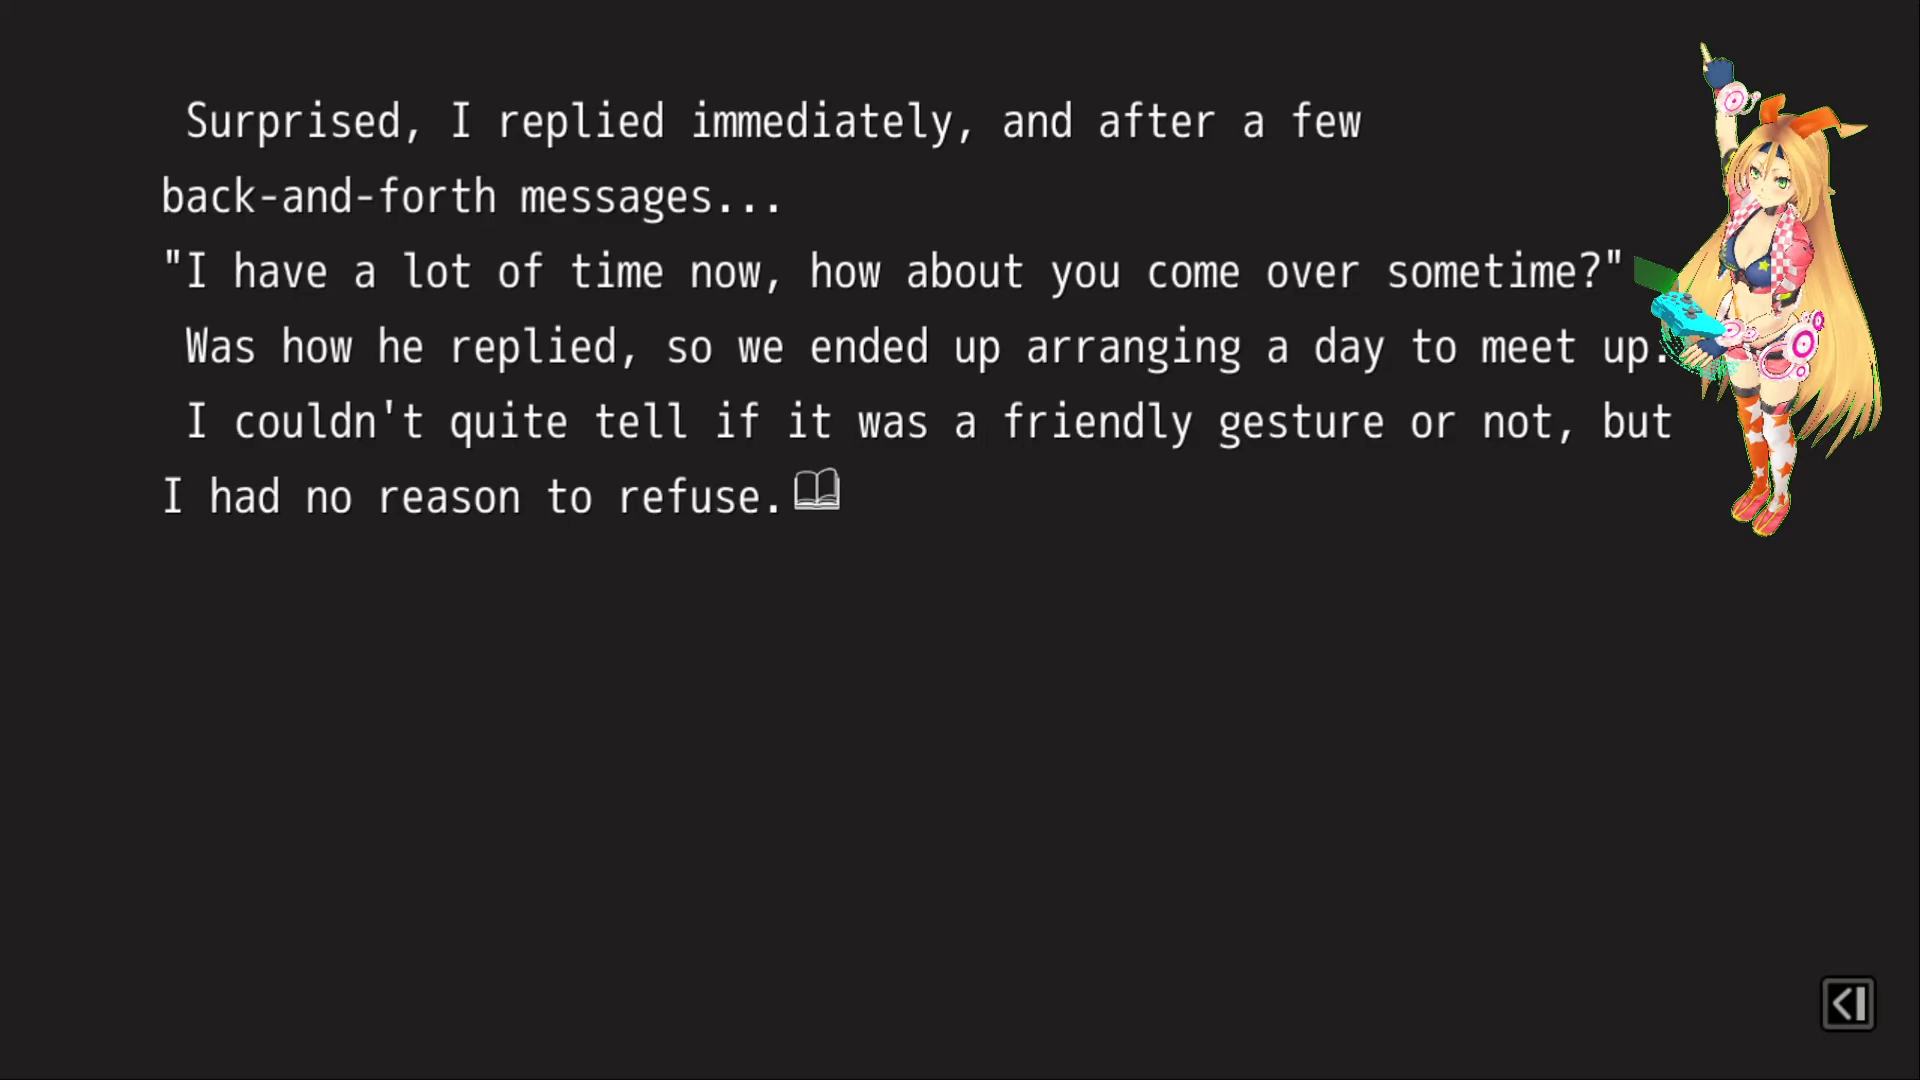 Surprised, I replied immediately, and after a few
back-and-forth messages...
"I have a lot of time now, how about you come over sometime?"
Was how he replied, so we ended up arranging a day to meet up.
I couldn't quite tell if it was a friendly gesture or not, but
I had no reason to refuse.